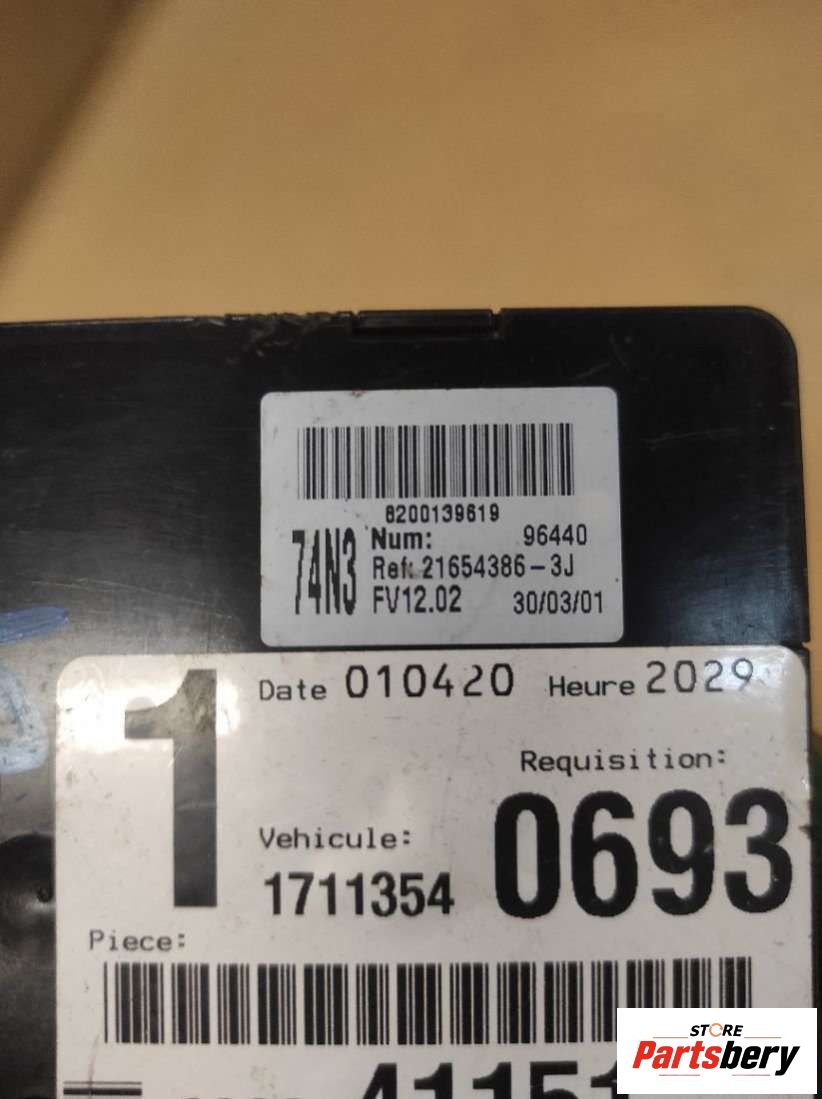 8200139619
74N3
Num: 96440
Ref: 21654386-3J
FV12.02 30/03/01
1
Date 010420 Heure 2029
Requisition:
0693
Vehicule:
1711354
Piece:
STORE
Partsbery